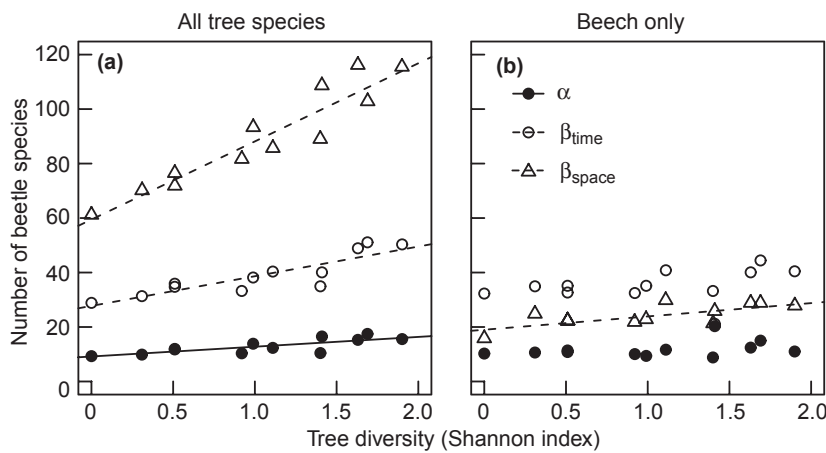 All tree species
Beech only
Number of beetle species
120
100
80
60
40
20
0
(a)
(b)
α
βtime
βspace
0 0.5 1.0 1.5 2.0
0 0.5 1.0 1.5 2.0
Tree diversity (Shannon index)